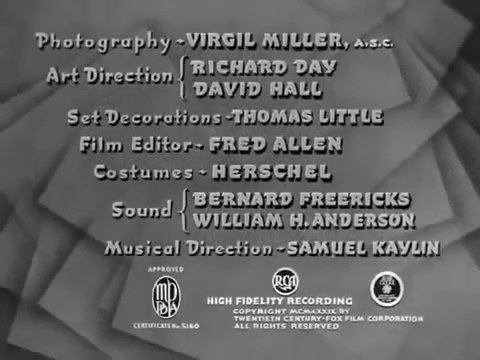 Photography - VIRGIL MILLER, A.S.C.
Art Direction { RICHARD DAY
DAVID HALL
Set Decorations - THOMAS LITTLE
Film Editor - FRED ALLEN
Costumes - HERSCHEL
Sound { BERNARD FREERICKS
WILLIAM H. ANDERSON
Musical Direction - SAMUEL KAYLIN
APPROVED
MPPDA
CERTIFICATE No. 5160
RCA
HIGH FIDELITY RECORDING
COPYRIGHT MCMXXXIX BY
TWENTIETH CENTURY-FOX FILM CORPORATION
ALL RIGHTS RESERVED